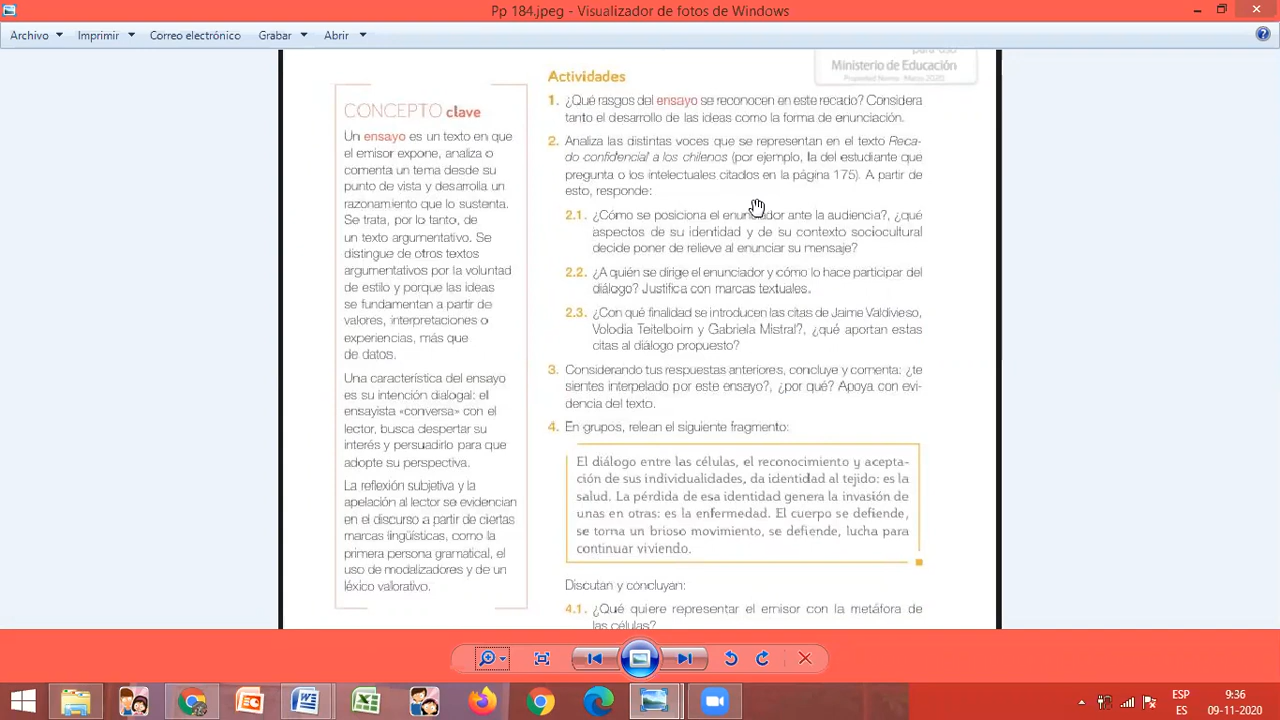 Pp 184.jpeg - Visualizador de fotos de Windows
Archivo Imprimir Correo electrónico Grabar Abrir
Ministerio de Educación
CONCEPTO clave
Un ensayo es un texto en que
el emisor expone, analiza o
comenta un tema desde su
punto de vista y desarrolla un
razonamiento que lo sustenta.
Se trata, por lo tanto, de
un texto argumentativo. Se
distingue de otros textos
argumentativos por la voluntad
de estilo y porque las ideas
se fundamentan a partir de
valores, interpretaciones o
experiencias, más que
de datos.
Una característica del ensayo
es su intención dialogal: el
ensayista «conversa» con el
lector, busca despertar su
interés y persuadirlo para que
adopte su perspectiva.
La reflexión subjetiva y la
apelación al lector se evidencian
en el discurso a partir de ciertas
marcas lingüísticas, como la
primera persona gramatical, el
uso de modalizadores y de un
léxico valorativo.
Actividades
1. ¿Qué rasgos del ensayo se reconocen en este recado? Considera
tanto el desarrollo de las ideas como la forma de enunciación.
2. Analiza las distintas voces que se representan en el texto Reca-
do confidencial a los chilenos (por ejemplo, la del estudiante que
pregunta o los intelectuales citados en la página 175). A partir de
esto, responde:
2.1. ¿Cómo se posiciona el enunciador ante la audiencia?, ¿qué
aspectos de su identidad y de su contexto sociocultural
decide poner de relieve al enunciar su mensaje?
2.2. ¿A quién se dirige el enunciador y cómo lo hace participar del
diálogo? Justifica con marcas textuales.
2.3. ¿Con qué finalidad se introducen las citas de Jaime Valdivieso,
Volodia Teitelboim y Gabriela Mistral?, ¿qué aportan estas
citas al diálogo propuesto?
3. Considerando tus respuestas anteriores, concluye y comenta: ¿te
sientes interpelado por este ensayo?, ¿por qué? Apoya con evi-
dencia del texto.
4. En grupos, relean el siguiente fragmento:
El diálogo entre las células, el reconocimiento y acepta-
ción de sus individualidades, da identidad al tejido: es la
salud. La pérdida de esa identidad genera la invasión de
unas en otras: es la enfermedad. El cuerpo se defiende,
se torna un brioso movimiento, se defiende, lucha para
continuar viviendo.
Discutan y concluyan:
4.1. ¿Qué quiere representar el emisor con la metáfora de
las células?
ESP 9:36
ES 09-11-2020